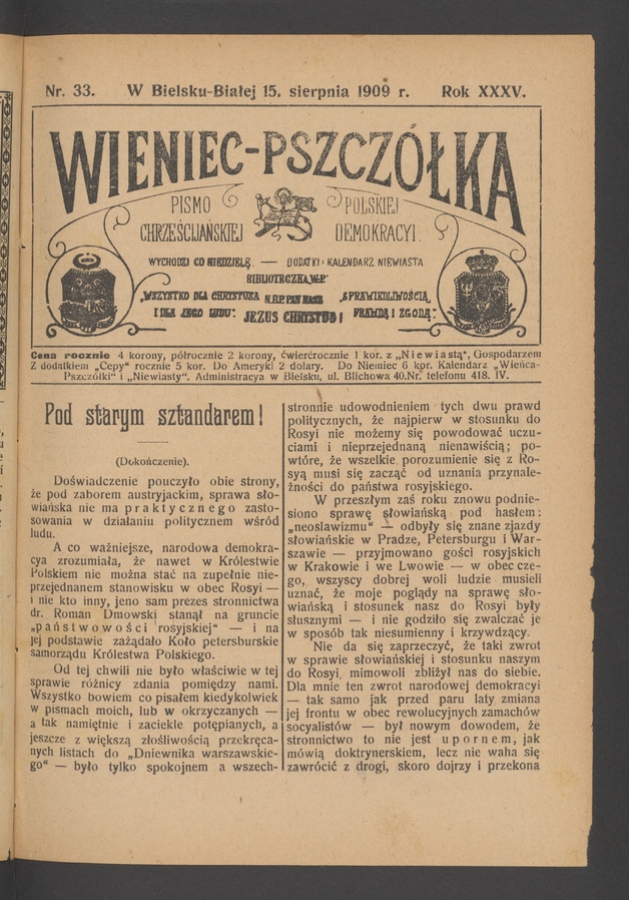 Nr. 33. W Bielsku-Białej 15. sierpnia 1909 r. Rok XXXV.
WIENIEC-PSZCZÓŁKA
PISMO POLSKIEJ
CHRZEŚCIJAŃSKIEJ DEMOKRACYI
WYCHODZI CO NIEDZIELĘ — DODATKI: KALENDARZ NIEWIASTA
BIBLIOTECZKA W.P.
„WSZYSTKO DLA CHRYSTUSA N.B.P. PAN NASZ „SPRAWIEDLIWOŚCIĄ,
I DLA JEGO LUDU". JEZUS CHRYSTUS! PRAWDĄ I ZGODĄ."
Cena rocznie 4 korony, półrocznie 2 korony, ćwierćrocznie 1 kor. z „Niewiastą", Gospodarzem
Z dodatkiem „Cepy" rocznie 5 kor. Do Ameryki 2 dolary. Do Niemiec 6 kor. Kalendarz „Wieńca-
Pszczółki" i „Niewiasty". Administracya w Bielsku, ul. Blichowa 40. Nr. telefonu 418. IV.
Pod starym sztandarem!
(Dokończenie).
Doświadczenie pouczyło obie strony,
że pod zaborem austryjackim, sprawa sło-
wiańska nie ma praktycznego zasto-
sowania w działaniu politycznem wśród
ludu.
A co ważniejsze, narodowa demokra-
cya zrozumiała, że nawet w Królestwie
Polskiem nie można stać na zupełnie nie-
przejednanem stanowisku w obec Rosyi —
i nie kto inny, jeno sam prezes stronnictwa
dr. Roman Dmowski stanął na gruncie
„państwowości rosyjskiej" — i na
jej podstawie zażądało Koło petersburskie
samorządu Królestwa Polskiego.
Od tej chwili nie było właściwie w tej
sprawie różnicy zdania pomiędzy nami.
Wszystko bowiem co pisałem kiedykolwiek
w pismach moich, lub w okrzyczanych —
a tak namiętnie i zaciekle potępianych, a
jeszcze z większą złośliwością przekręca-
nych listach do „Dniewnika warszawskie-
go" — było tylko spokojnem a wszech-
stronnie udowodnieniem tych dwu prawd
politycznych, że najpierw w stosunku do
Rosyi nie możemy się powodować uczu-
ciami i nieprzejednaną nienawiścią; po-
wtóre, że wszelkie porozumienie się z Ro-
syą musi się zacząć od uznania przynale-
żności do państwa rosyjskiego.
W przeszłym zaś roku znowu podnie-
siono sprawę słowiańską pod hasłem:
„neoslawizmu" — odbyły się znane zjazdy
słowiańskie w Pradze, Petersburgu i War-
szawie — przyjmowano gości rosyjskich
w Krakowie i we Lwowie — w obec cze-
go, wszyscy dobrej woli ludzie musieli
uznać, że moje poglądy na sprawę sło-
wiańską i stosunek nasz do Rosyi były
słusznymi — i nie godziło się zwalczać je
w sposób tak niesumienny i krzywdzący.
Nie da się zaprzeczyć, że taki zwrot
w sprawie słowiańskiej i stosunku naszym
do Rosyi, mimowoli zbliżył nas do siebie.
Dla mnie ten zwrot narodowej demokracyi
— tak samo jak przed paru laty zmiana
jej frontu w obec rewolucyjnych zamachów
socyalistów — był nowym dowodem, że
stronnictwo to nie jest upornem, jak
mówią doktrynerskiem, lecz nie waha się
zawrócić z drogi, skoro dojrzy i przekona